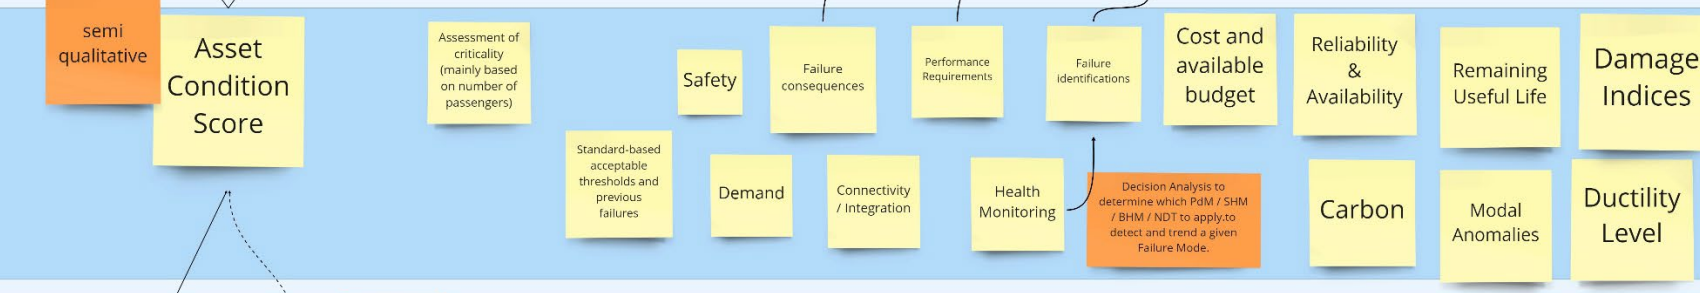 semi
qualitative
Asset
Condition
Score
Assessment of
criticality
(mainly based
on number of
passengers)
Standard-based
acceptable
thresholds and
previous
failures
Safety
Demand
Failure
consequences
Connectivity
/ Integration
Performance
Requirements
Health
Monitoring
Failure
identifications
Decision Analysis to
determine which PdM / SHM
/ BHM / NDT to apply.to
detect and trend a given
Failure Mode.
Cost and
available
budget
Reliability
&
Availability
Carbon
Remaining
Useful Life
Modal
Anomalies
Damage
Indices
Ductility
Level